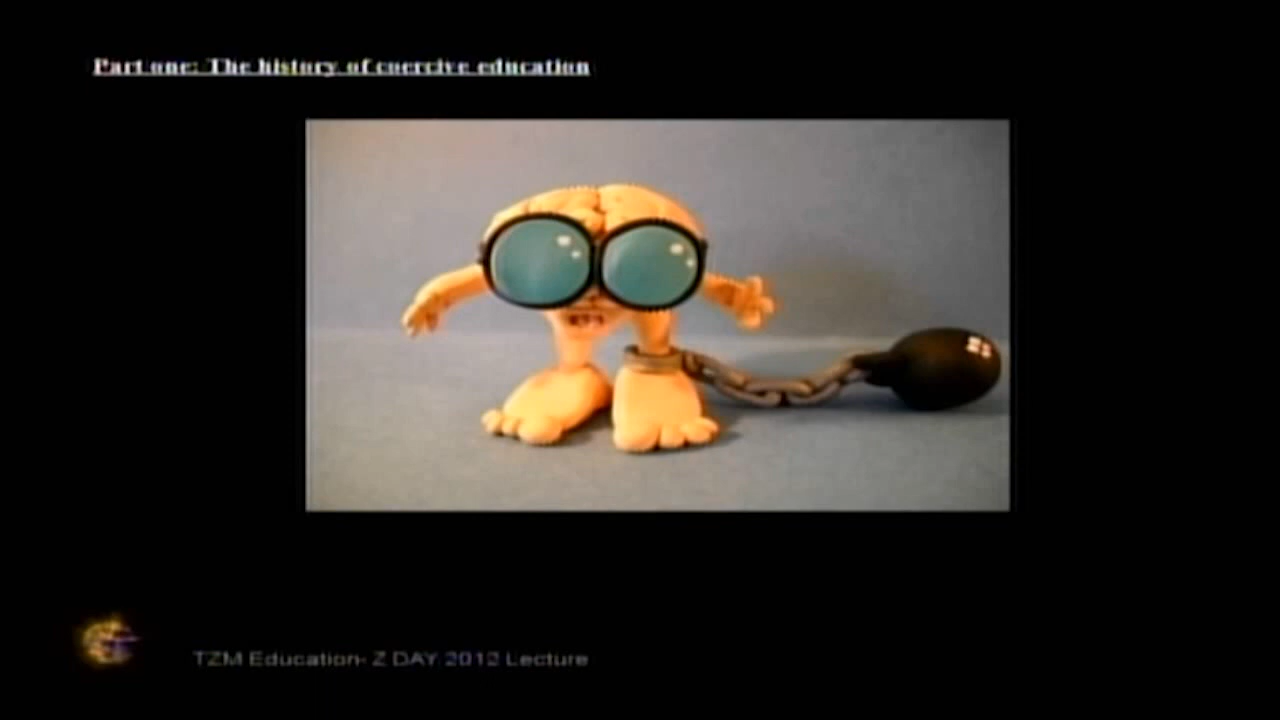 Part one: The history of coercive education
TZM Education- Z DAY 2012 Lecture